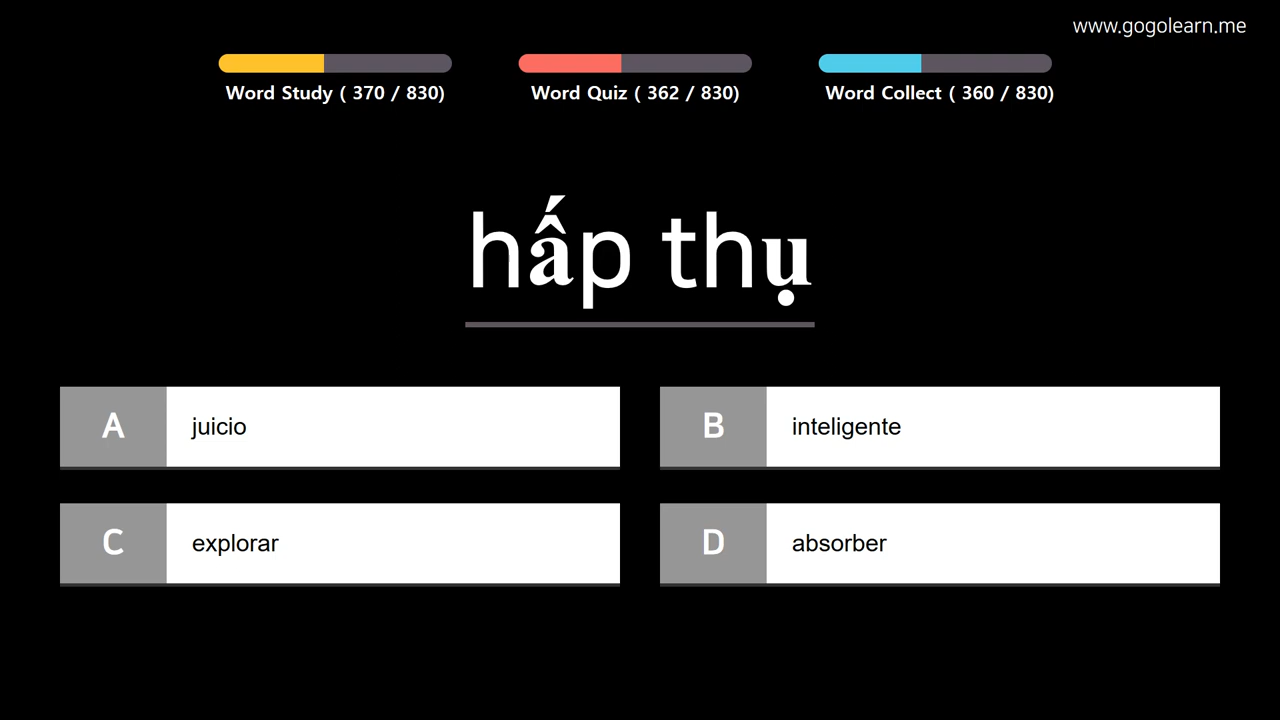 www.gogolearn.me
Word Study ( 370 / 830)
Word Quiz ( 362 / 830)
Word Collect ( 360 / 830)
hấp thụ
A juicio
B inteligente
C explorar
D absorber